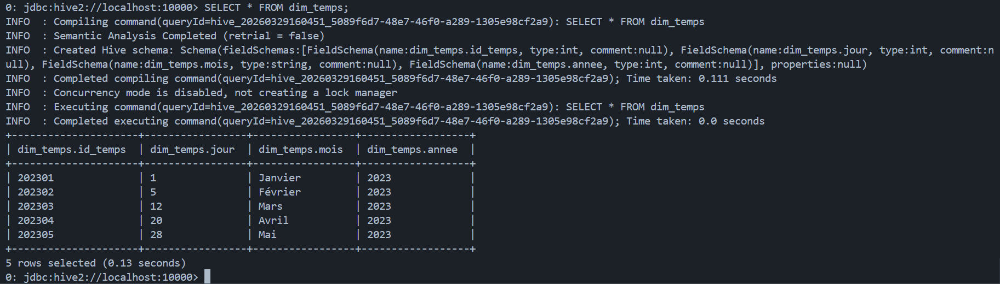 0: jdbc:hive2://localhost:10000> SELECT * FROM dim_temps;
INFO  : Compiling command(queryId=hive_20260329160451_5089f6d7-48e7-46f0-a289-1305e98cf2a9): SELECT * FROM dim_temps
INFO  : Semantic Analysis Completed (retrial = false)
INFO  : Created Hive schema: Schema(fieldSchemas:[FieldSchema(name:dim_temps.id_temps, type:int, comment:null), FieldSchema(name:dim_temps.jour, type:int, comment:n
ull), FieldSchema(name:dim_temps.mois, type:string, comment:null), FieldSchema(name:dim_temps.annee, type:int, comment:null)], properties:null)
INFO  : Completed compiling command(queryId=hive_20260329160451_5089f6d7-48e7-46f0-a289-1305e98cf2a9); Time taken: 0.111 seconds
INFO  : Concurrency mode is disabled, not creating a lock manager
INFO  : Executing command(queryId=hive_20260329160451_5089f6d7-48e7-46f0-a289-1305e98cf2a9): SELECT * FROM dim_temps
INFO  : Completed executing command(queryId=hive_20260329160451_5089f6d7-48e7-46f0-a289-1305e98cf2a9); Time taken: 0.0 seconds
+---------------------+-----------------+-----------------+------------------+
| dim_temps.id_temps  | dim_temps.jour  | dim_temps.mois  | dim_temps.annee  |
+---------------------+-----------------+-----------------+------------------+
| 202301              | 1               | Janvier         | 2023             |
| 202302              | 5               | Février         | 2023             |
| 202303              | 12              | Mars            | 2023             |
| 202304              | 20              | Avril           | 2023             |
| 202305              | 28              | Mai             | 2023             |
+---------------------+-----------------+-----------------+------------------+
5 rows selected (0.13 seconds)
0: jdbc:hive2://localhost:10000>